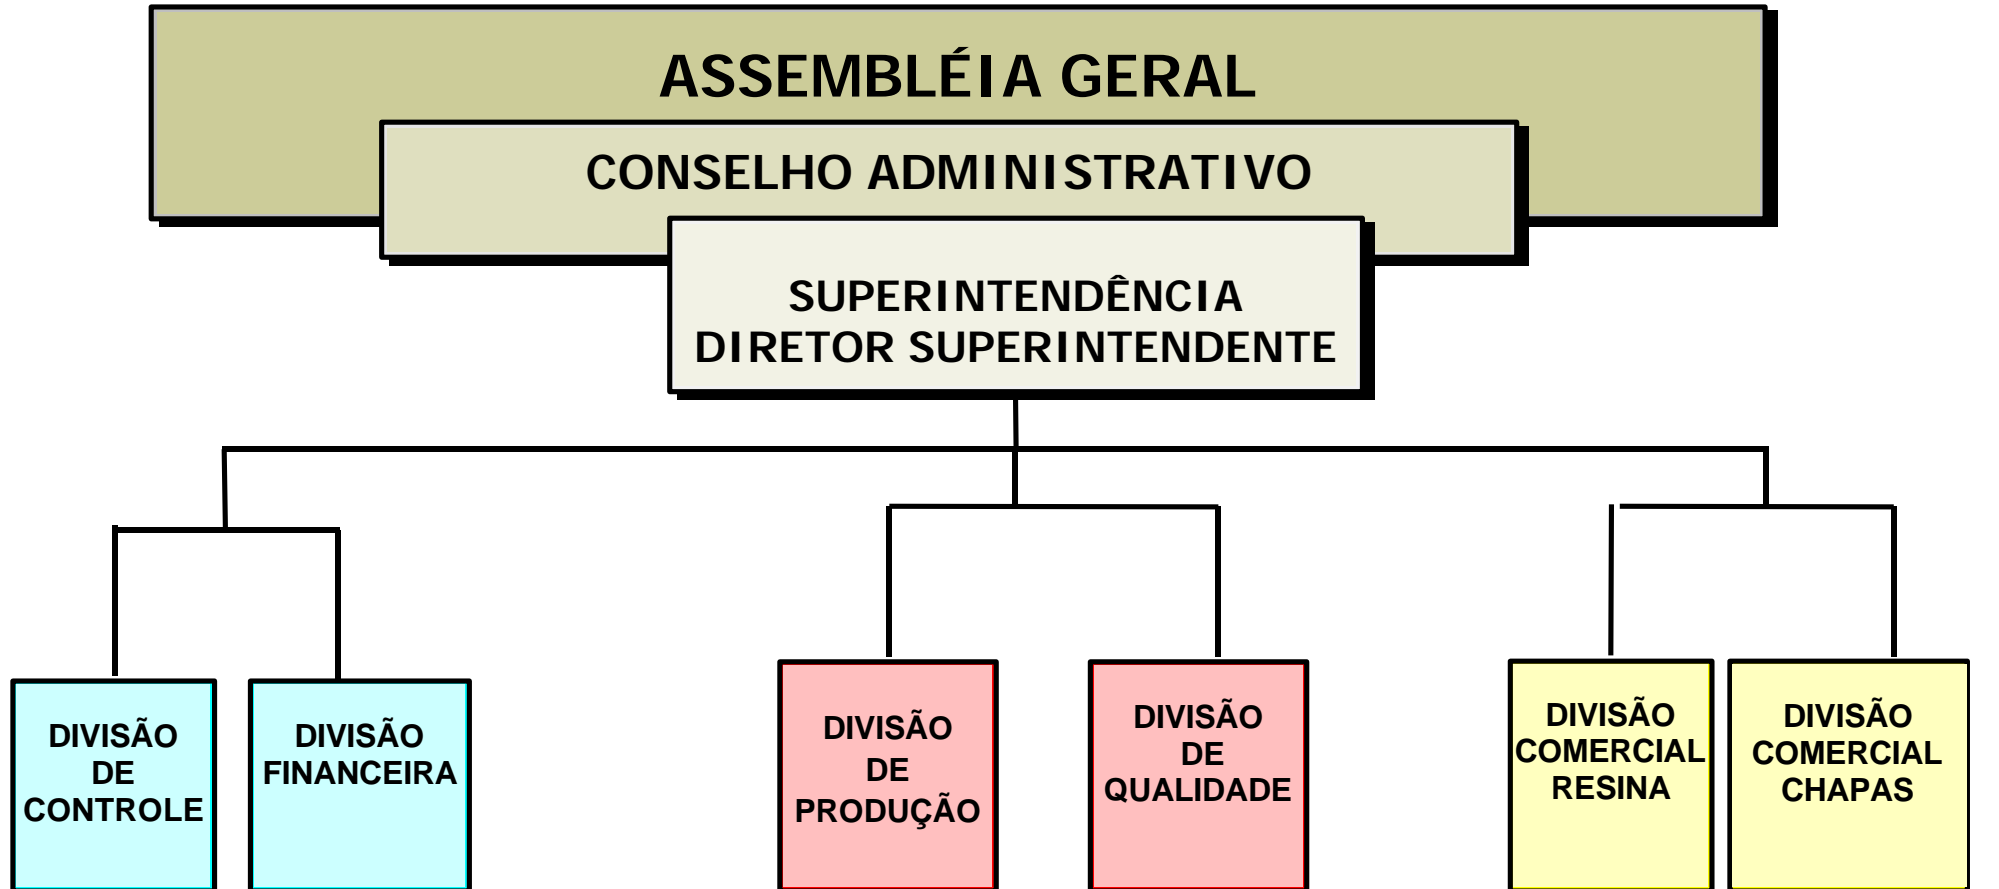 ASSEMBLÉIA GERAL
CONSELHO ADMINISTRATIVO
SUPERINTENDÊNCIA
DIRETOR SUPERINTENDENTE
DIVISÃO
DE
CONTROLE
DIVISÃO
FINANCEIRA
DIVISÃO
DE
PRODUÇÃO
DIVISÃO
DE
QUALIDADE
DIVISÃO
COMERCIAL
RESINA
DIVISÃO
COMERCIAL
CHAPAS